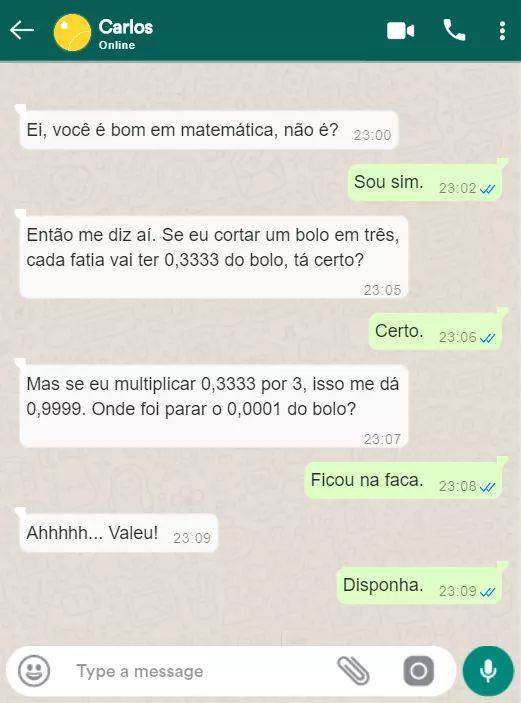 Carlos
Online
Ei, você é bom em matemática, não é? 23:00
Sou sim. 23:02
Então me diz aí. Se eu cortar um bolo em três,
cada fatia vai ter 0,3333 do bolo, tá certo?
23:05
Certo. 23:06
Mas se eu multiplicar 0,3333 por 3, isso me dá
0,9999. Onde foi parar o 0,0001 do bolo?
23:07
Ficou na faca. 23:08
Ahhhhh... Valeu! 23:09
Disponha. 23:09
Type a message